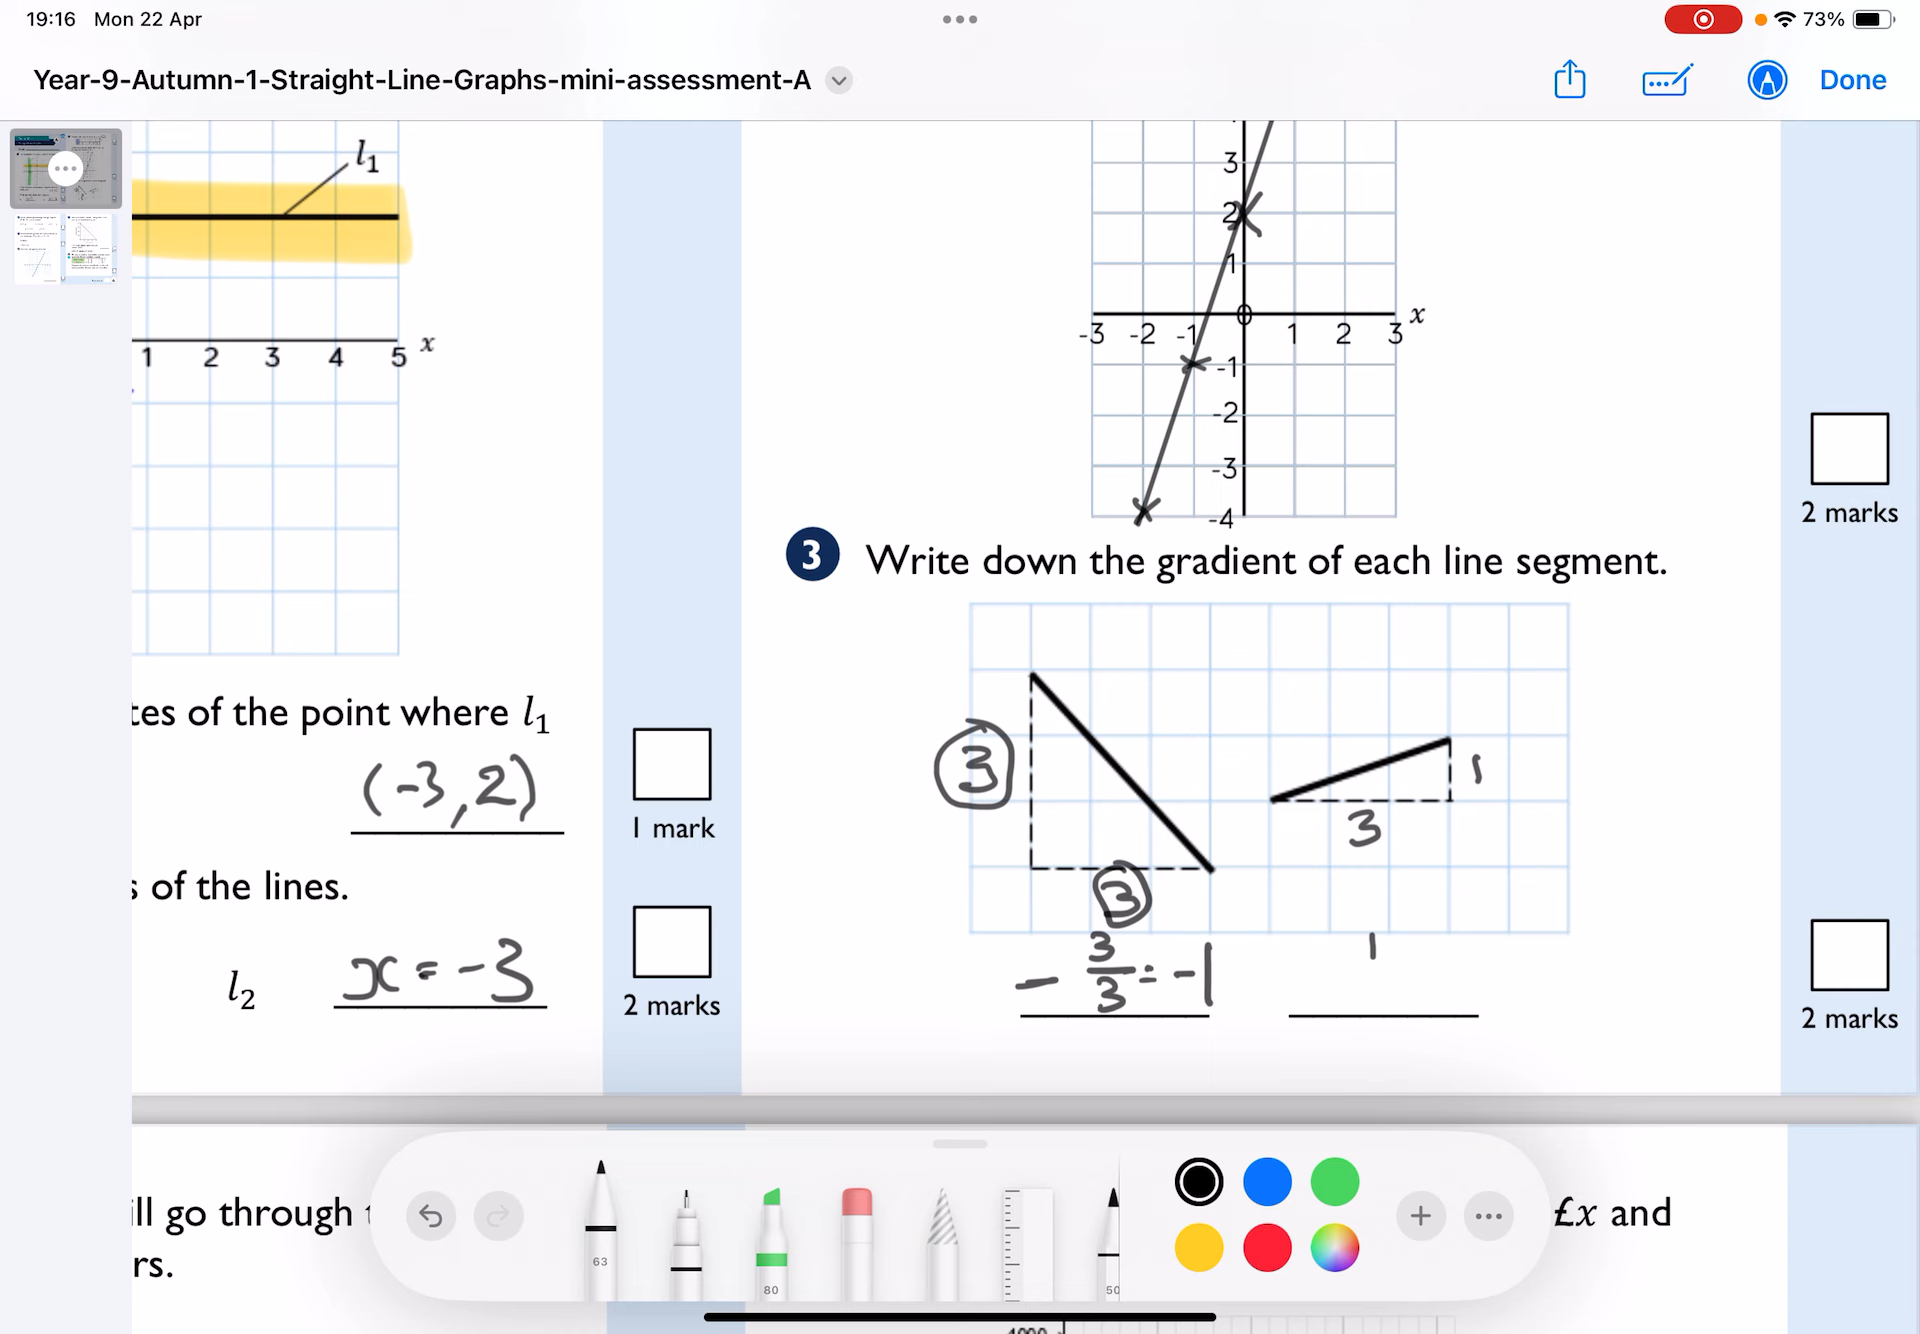 19:16 Mon 22 Apr
73%
Year-9-Autumn-1-Straight-Line-Graphs-mini-assessment-A
Done
l₁
1 2 3 4 5 x
tes of the point where l₁
(-3, 2)
1 mark
s of the lines.
l₂ x = -3
2 marks
3
2
1
-3 -2 -1 0 1 2 3 x
-1
-2
-3
-4
2 marks
3 Write down the gradient of each line segment.
3
3
1
3
- 3/3 = -1
1
2 marks
ill go through
rs.
£x and
63
80
50